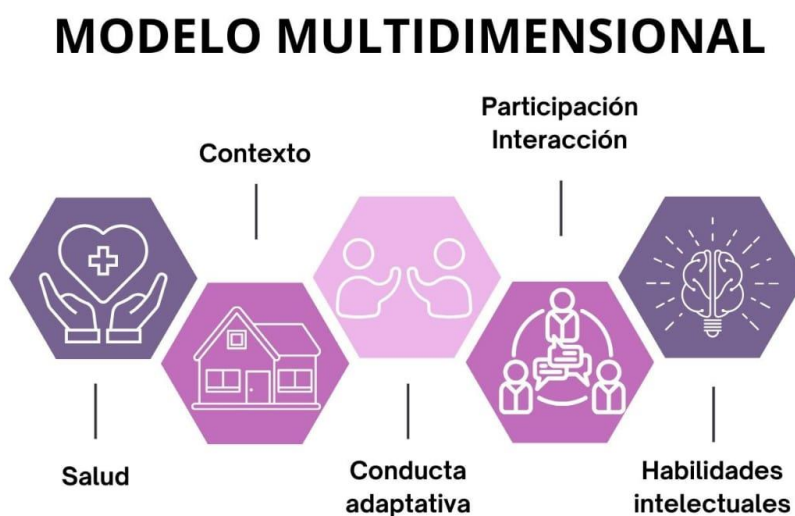 MODELO MULTIDIMENSIONAL
Contexto
Participación
Interacción
Salud
Conducta
adaptativa
Habilidades
intelectuales